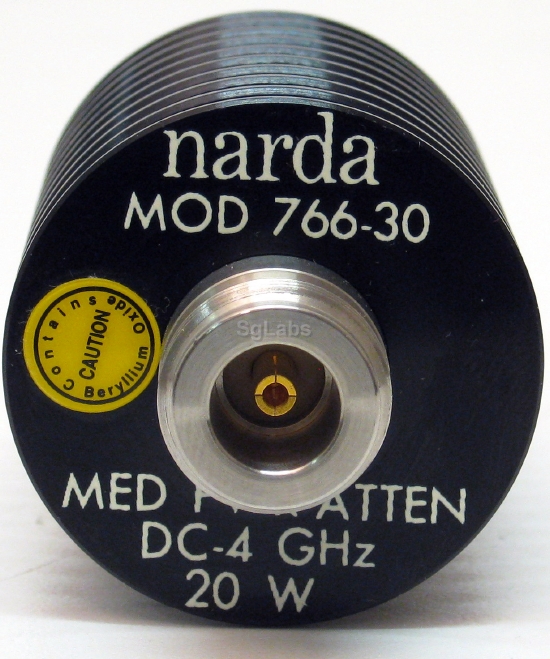 narda
MOD 766-30
SgLabs
Contains Beryllium oxide
CAUTION
MED ATTEN
DC-4 GHz
20 W